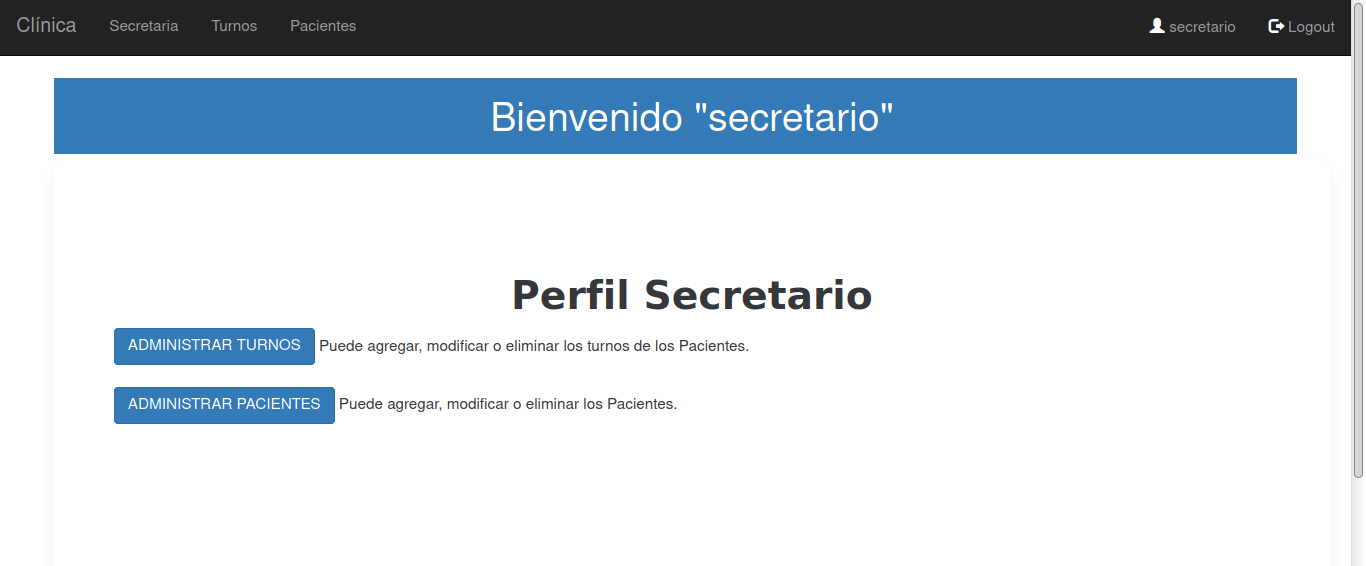 Clínica Secretaria Turnos Pacientes secretario Logout
Bienvenido "secretario"
Perfil Secretario
ADMINISTRAR TURNOS Puede agregar, modificar o eliminar los turnos de los Pacientes.
ADMINISTRAR PACIENTES Puede agregar, modificar o eliminar los Pacientes.